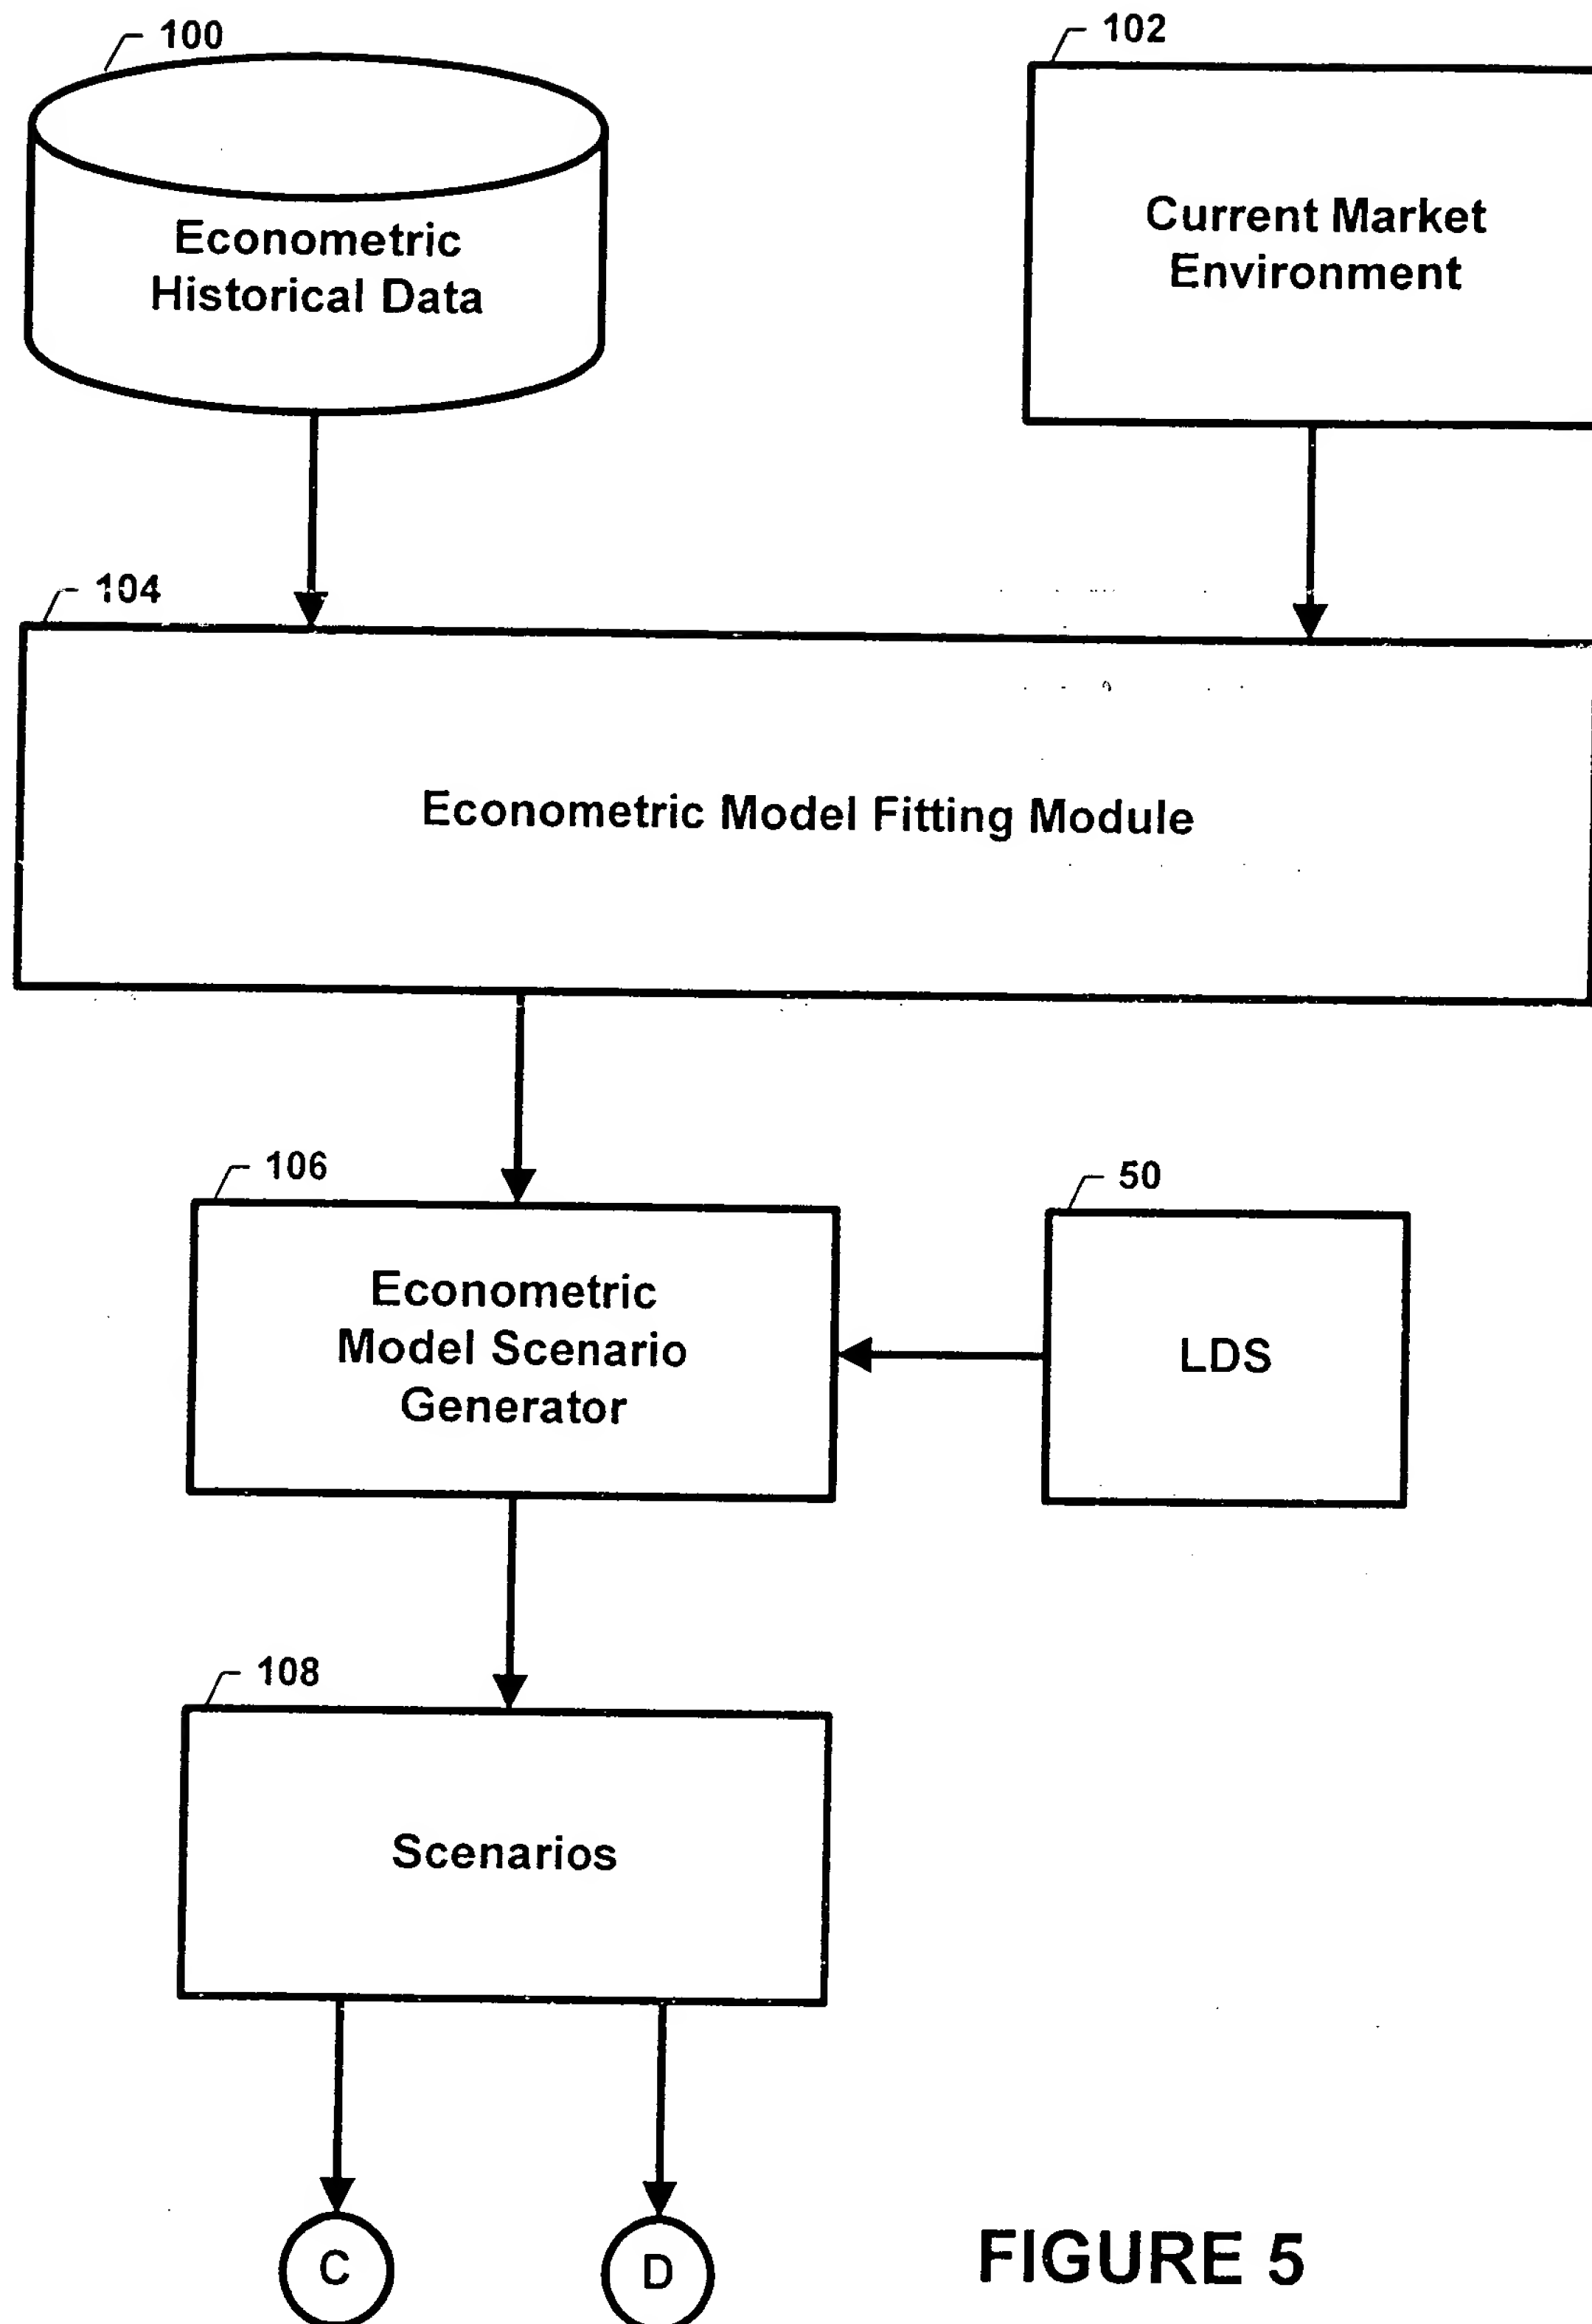 100
102
Econometric
Historical Data
Current Market
Environment
104
Econometric Model Fitting Module
106
50
Econometric
Model Scenario
Generator
LDS
108
Scenarios
C
D
FIGURE 5